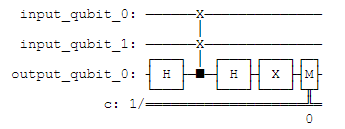 input_qubit_0: X
input_qubit_1: X
output_qubit_0: H H X M
c: 1/
0